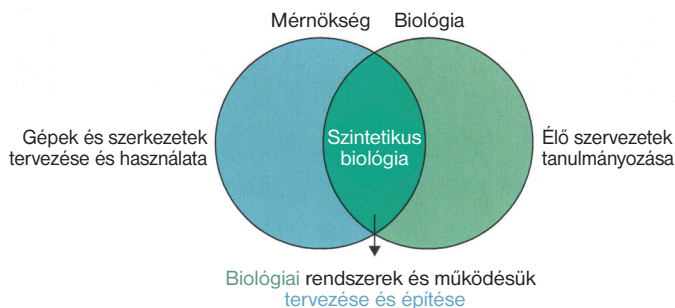 Mérnökség
Biológia
Gépek és szerkezetek
tervezése és használata
Szintetikus
biológia
Élő szervezetek
tanulmányozása
Biológiai rendszerek és működésük
tervezése és építése